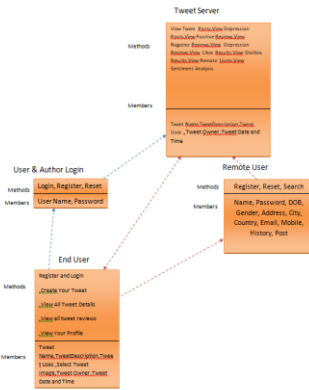 Tweet Server
Methods
View Tweet Posts,View Depression
Posts,View Positive Reviews,View
Negative Reviews,View Depression
Reviews,View Likes Results,View Dislikes
Results,View Remote Users,View
Sentiment Analysis
Members
Tweet Name,TweetDescription,Tweet
Uses ,Tweet Owner,Tweet Date and
Time
User & Author Login
Methods
Login, Register, Reset
Members
User Name, Password
Remote User
Methods
Register, Reset, Search
Members
Name, Password, DOB,
Gender, Address, City,
Country, Email, Mobile,
History, Post
End User
Methods
Register and Login
,Create Your Tweet
,View All Tweet Details
,View all tweet reviews
,View Your Profile
Members
Tweet
Name,TweetDescription,Twee
t Uses ,Select Tweet
Image,Tweet Owner,Tweet
Date and Time